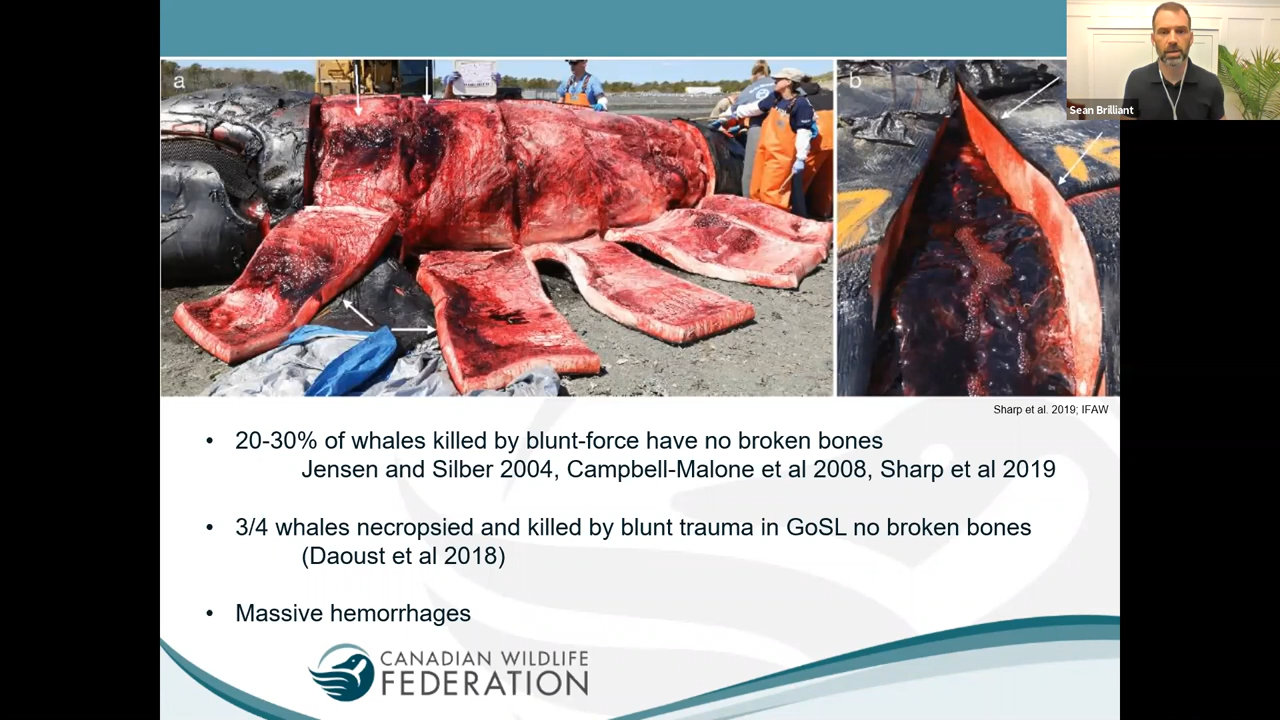 a
b
Sean Brilliant
Sharp et al. 2019; IFAW
• 20-30% of whales killed by blunt-force have no broken bones
Jensen and Silber 2004, Campbell-Malone et al 2008, Sharp et al 2019
• 3/4 whales necropsied and killed by blunt trauma in GoSL no broken bones
(Daoust et al 2018)
• Massive hemorrhages
CANADIAN WILDLIFE
FEDERATION